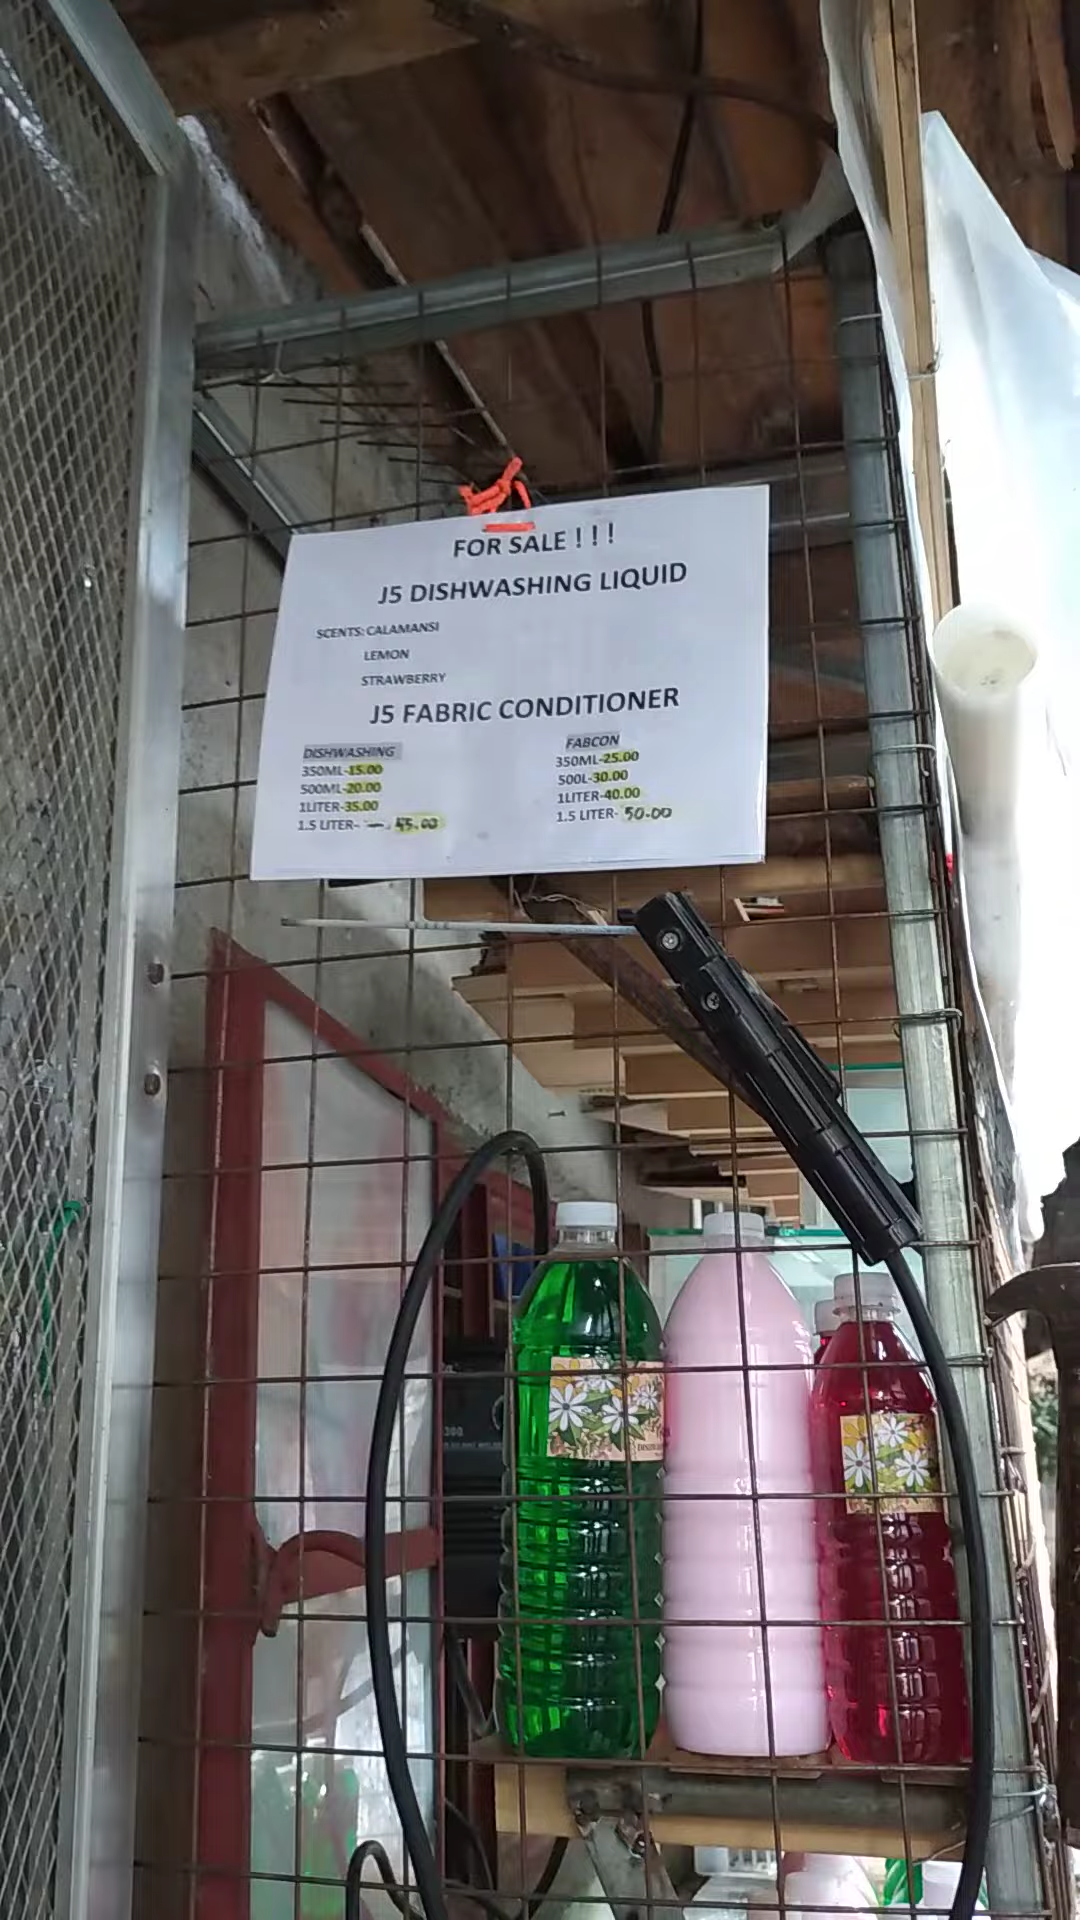 FOR SALE ! ! !
J5 DISHWASHING LIQUID
SCENTS: CALAMANSI
LEMON
STRAWBERRY
J5 FABRIC CONDITIONER
DISHWASHING
350ML-15.00
500ML-20.00
1LITER-35.00
1.5 LITER- 45.00
FABCON
350ML-25.00
500L-30.00
1LITER-40.00
1.5 LITER- 50.00
300